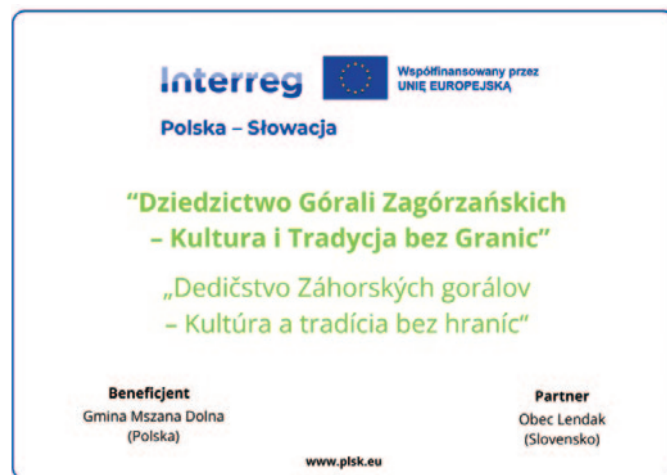 Interreg
Współfinansowany przez
UNIĘ EUROPEJSKĄ
Polska – Słowacja
“Dziedzictwo Górali Zagórzańskich
– Kultura i Tradycja bez Granic”
„Dedičstvo Záhorských gorálov
– Kultúra a tradícia bez hraníc“
Beneficjent
Gmina Mszana Dolna
(Polska)
Partner
Obec Lendak
(Slovensko)
www.plsk.eu